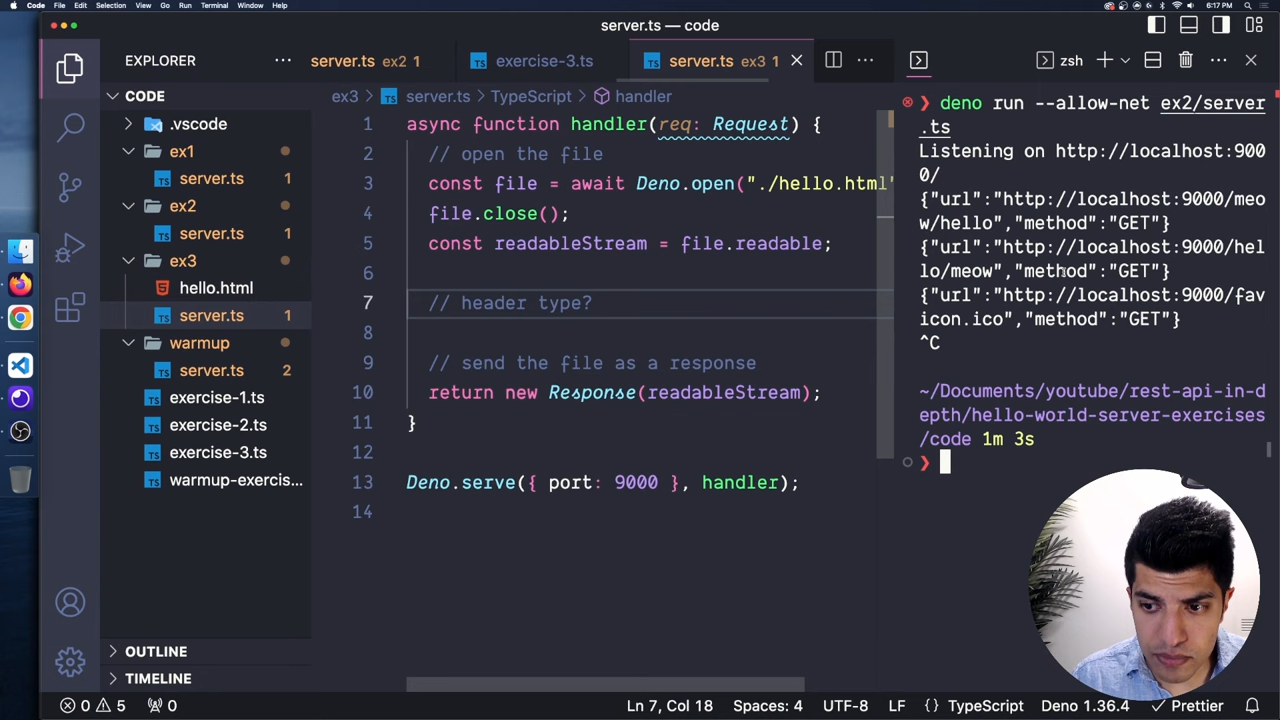 Code File Edit Selection View Go Run Terminal Window Help 6:17 PM
server.ts — code
EXPLORER
server.ts ex2 1
exercise-3.ts
server.ts ex3 1
zsh
CODE
ex3 server.ts TypeScript handler
.vscode
ex1
server.ts 1
ex2
server.ts 1
ex3
hello.html
server.ts 1
warmup
server.ts 2
exercise-1.ts
exercise-2.ts
exercise-3.ts
warmup-exercis...
OUTLINE
TIMELINE
1 async function handler(req: Request) {
2 // open the file
3 const file = await Deno.open("./hello.html"
4 file.close();
5 const readableStream = file.readable;
6
7 // header type?
8
9 // send the file as a response
10 return new Response(readableStream);
11 }
12
13 Deno.serve({ port: 9000 }, handler);
14
❯ deno run --allow-net ex2/server
.ts
Listening on http://localhost:900
0/
{"url":"http://localhost:9000/meo
w/hello","method":"GET"}
{"url":"http://localhost:9000/hel
lo/meow","method":"GET"}
{"url":"http://localhost:9000/fav
icon.ico","method":"GET"}
^C
~/Documents/youtube/rest-api-in-d
epth/hello-world-server-exercises
/code 1m 3s
❯
0 5 0 Ln 7, Col 18 Spaces: 4 UTF-8 LF {} TypeScript Deno 1.36.4 Prettier